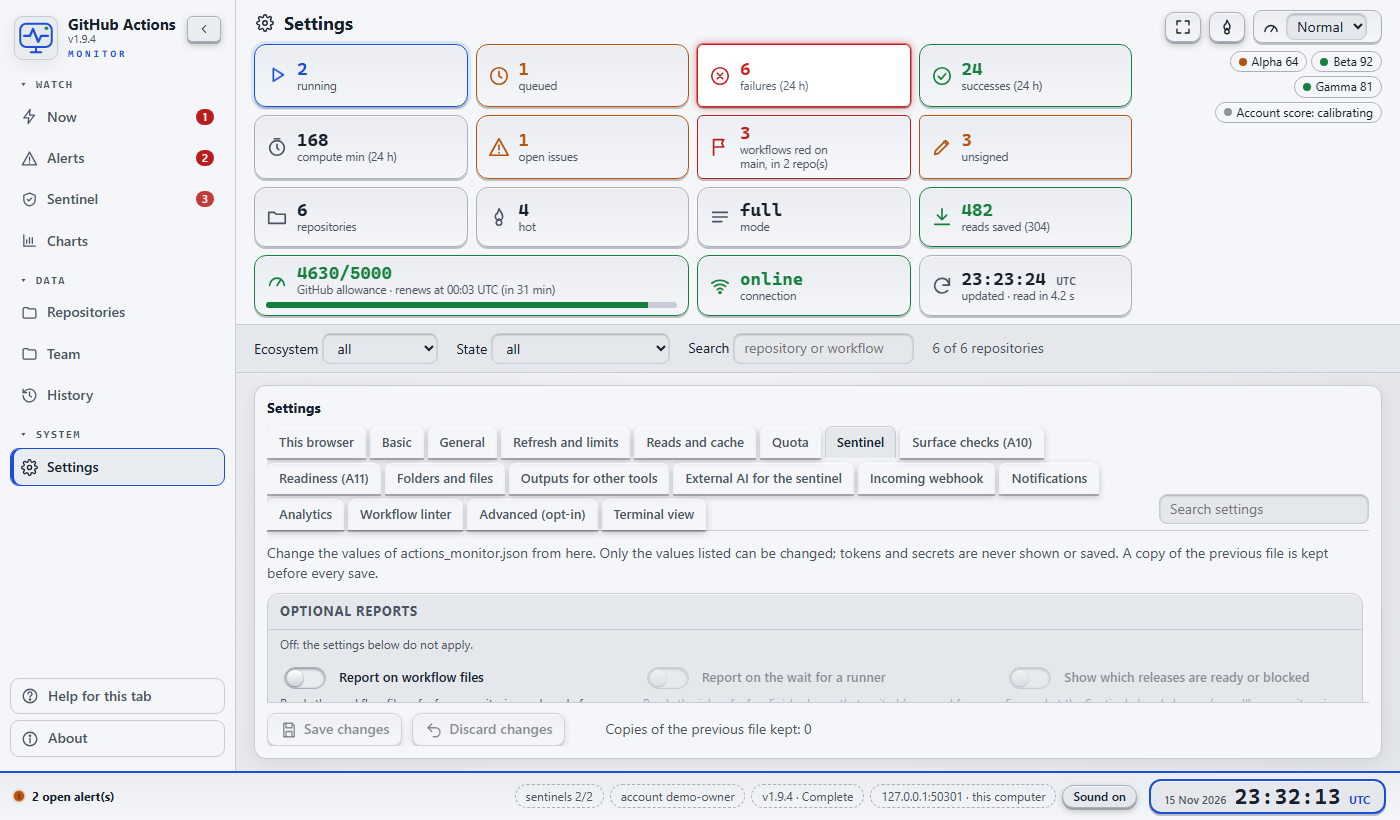 GitHub Actions
v1.9.4
MONITOR
WATCH
Now 1
Alerts 2
Sentinel 3
Charts
DATA
Repositories
Team
History
SYSTEM
Settings
Help for this tab
About
Settings
Normal
Alpha 64
Beta 92
Gamma 81
Account score: calibrating
2
running
1
queued
6
failures (24 h)
24
successes (24 h)
168
compute min (24 h)
1
open issues
3
workflows red on
main, in 2 repo(s)
3
unsigned
6
repositories
4
hot
full
mode
482
reads saved (304)
4630/5000
GitHub allowance · renews at 00:03 UTC (in 31 min)
online
connection
23:23:24 UTC
updated · read in 4.2 s
Ecosystem all State all Search repository or workflow 6 of 6 repositories
Settings
This browser Basic General Refresh and limits Reads and cache Quota Sentinel Surface checks (A10)
Readiness (A11) Folders and files Outputs for other tools External AI for the sentinel Incoming webhook Notifications
Analytics Workflow linter Advanced (opt-in) Terminal view
Search settings
Change the values of actions_monitor.json from here. Only the values listed can be changed; tokens and secrets are never shown or saved. A copy of the previous file is kept
before every save.
OPTIONAL REPORTS
Off: the settings below do not apply.
Report on workflow files Report on the wait for a runner Show which releases are ready or blocked
Save changes Discard changes Copies of the previous file kept: 0
2 open alert(s) sentinels 2/2 account demo-owner v1.9.4 · Complete 127.0.0.1:50301 · this computer Sound on 15 Nov 2026 23:32:13 UTC